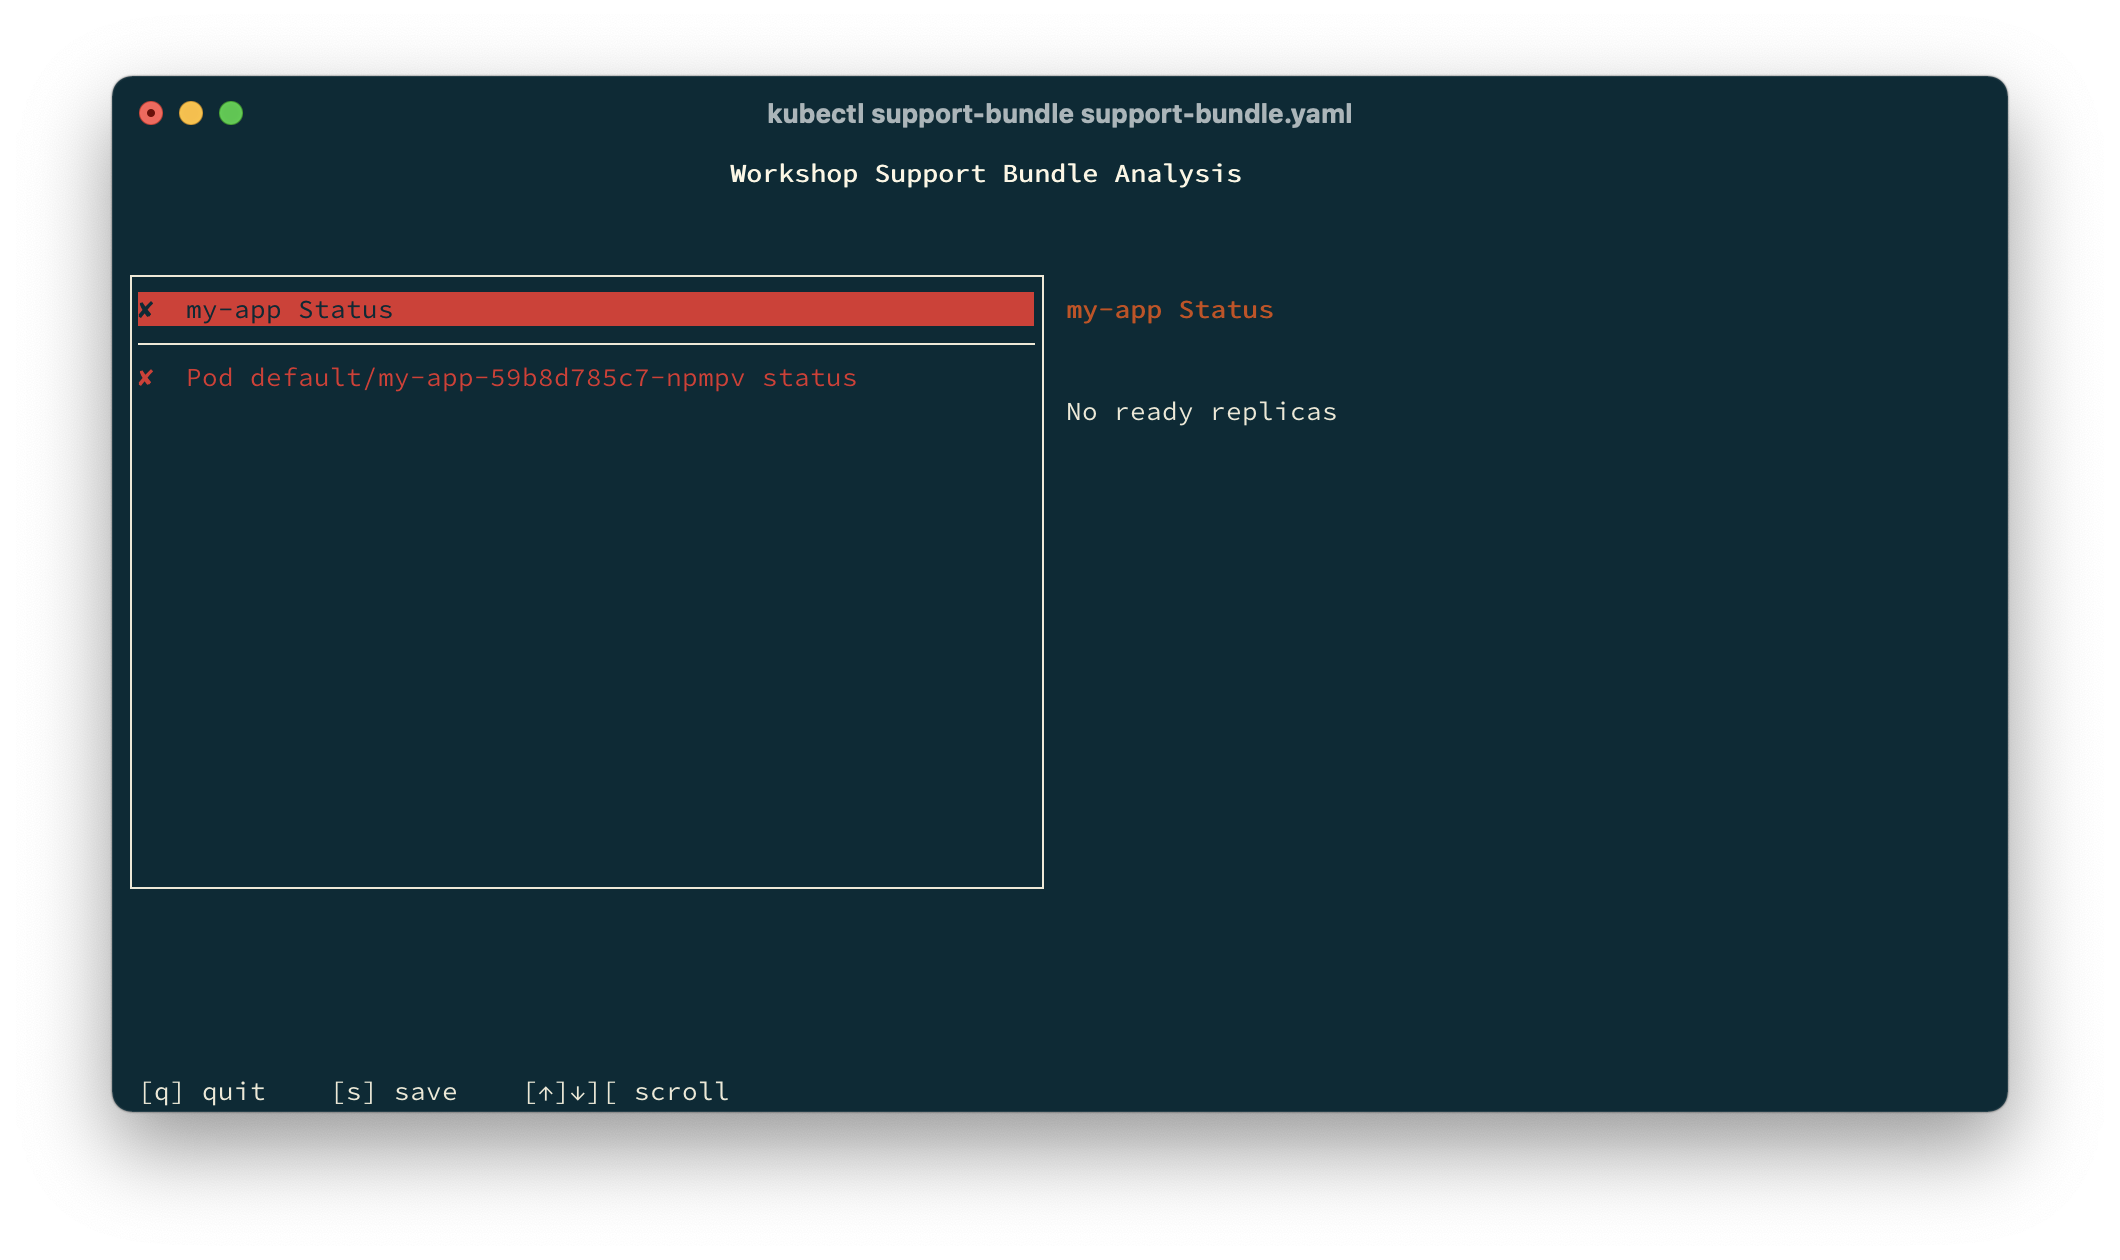 kubectl support-bundle support-bundle.yaml
Workshop Support Bundle Analysis
✘ my-app Status
✘ Pod default/my-app-59b8d785c7-npmpv status
my-app Status
No ready replicas
[q] quit [s] save [↑]↓][ scroll